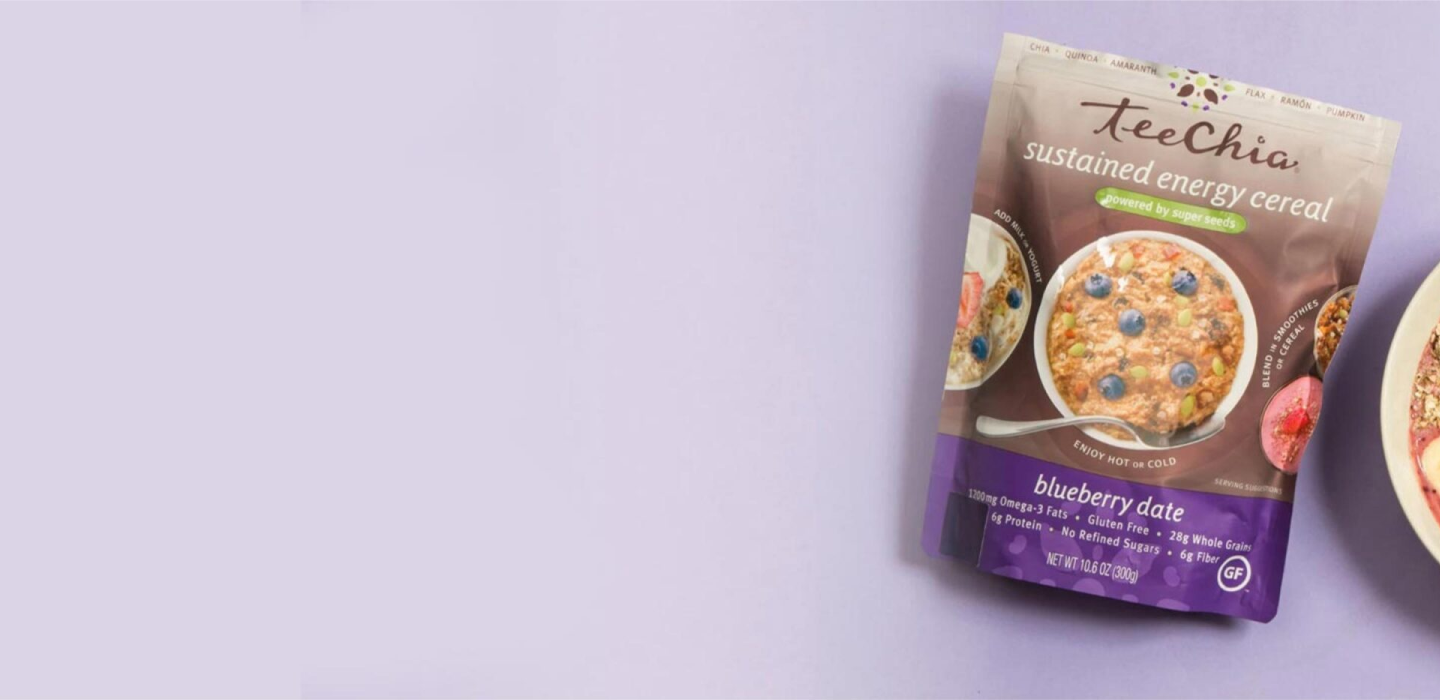 CHIA • QUINOA • AMARANTH
FLAX • RAMÓN • PUMPKIN
teeChia
sustained energy cereal
powered by super seeds
ADD MILK OR YOGURT
BLEND IN SMOOTHIES
OR CEREAL
ENJOY HOT OR COLD
SERVING SUGGESTIONS
blueberry date
1200mg Omega-3 Fats • Gluten Free • 28g Whole Grains
6g Protein • No Refined Sugars • 6g Fiber
NET WT 10.6 OZ (300g)
GF